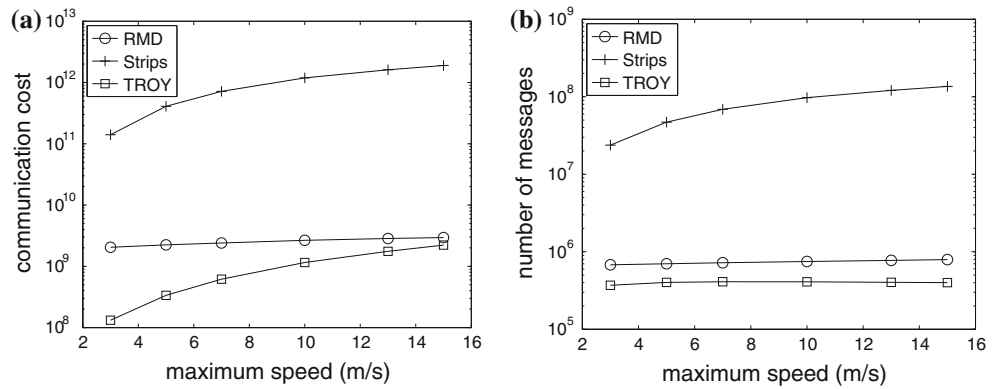 (a)
10^13
10^12
10^11
10^10
10^9
10^8
communication cost
RMD
Strips
TROY
2 4 6 8 10 12 14 16
maximum speed (m/s)
(b)
10^9
10^8
10^7
10^6
10^5
number of messages
RMD
Strips
TROY
2 4 6 8 10 12 14 16
maximum speed (m/s)